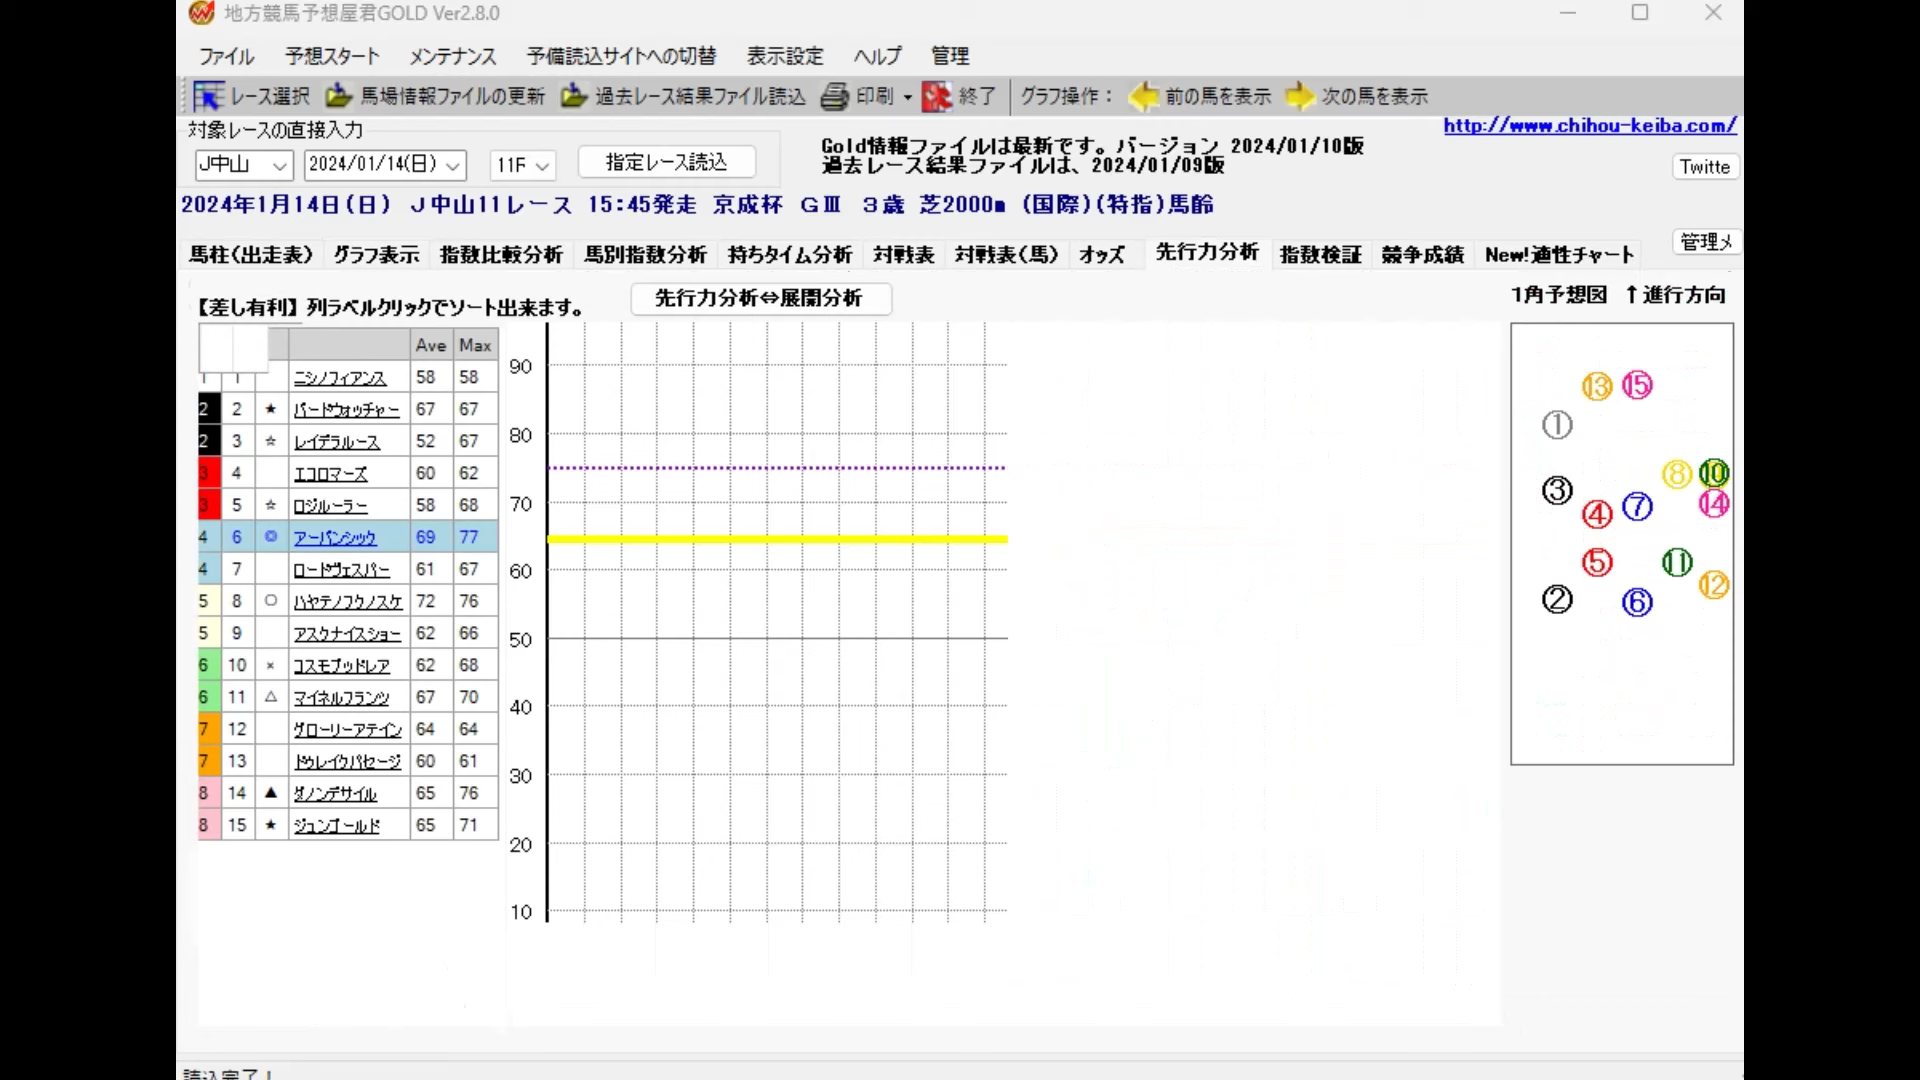 地方競馬予想屋君GOLD Ver2.8.0
ファイル 予想スタート メンテナンス 予備読込サイトへの切替 表示設定 ヘルプ 管理
レース選択 馬場情報ファイルの更新 過去レース結果ファイル読込 印刷 終了 グラフ操作： 前の馬を表示 次の馬を表示
対象レースの直接入力
http://www.chihou-keiba.com/
J中山 2024/01/14(日) 11R 指定レース読込
Gold情報ファイルは最新です。バージョン 2024/01/10版
過去レース結果ファイルは、2024/01/09版
Twitte
2024年1月14日(日) J中山11レース 15:45発走 京成杯 GⅢ 3歳 芝2000m (国際)(特指)馬齢
管理メ
馬柱(出走表) グラフ表示 指数比較分析 馬別指数分析 持ちタイム分析 対戦表 対戦表(馬) オッズ 先行力分析 指数検証 競争成績 New!適性チャート
【差し有利】列ラベルクリックでソート出来ます。
先行力分析⇔展開分析
1角予想図 ↑進行方向
Ave Max
1 1 ニシノフィアンス 58 58
2 2 ★ バードウォッチャー 67 67
2 3 ☆ レイデラルース 52 67
3 4 エコロマーズ 60 62
3 5 ☆ ロジルーラー 58 68
4 6 ◎ アーバンシック 69 77
4 7 ロードヴェスパー 61 67
5 8 ○ ハヤテノフクノスケ 72 76
5 9 アスクナイスショー 62 66
6 10 × コスモブッドレア 62 68
6 11 △ マイネルフランツ 67 70
7 12 グローリーアテイン 64 64
7 13 ドゥレイクパセージ 60 61
8 14 ▲ ダノンデサイル 65 76
8 15 ★ ジュンゴールド 65 71
90
80
70
60
50
40
30
20
10
⑬ ⑮
①
⑧ ⑩
③ ④ ⑦ ⑭
⑤ ⑪
② ⑥ ⑫
読込完了！